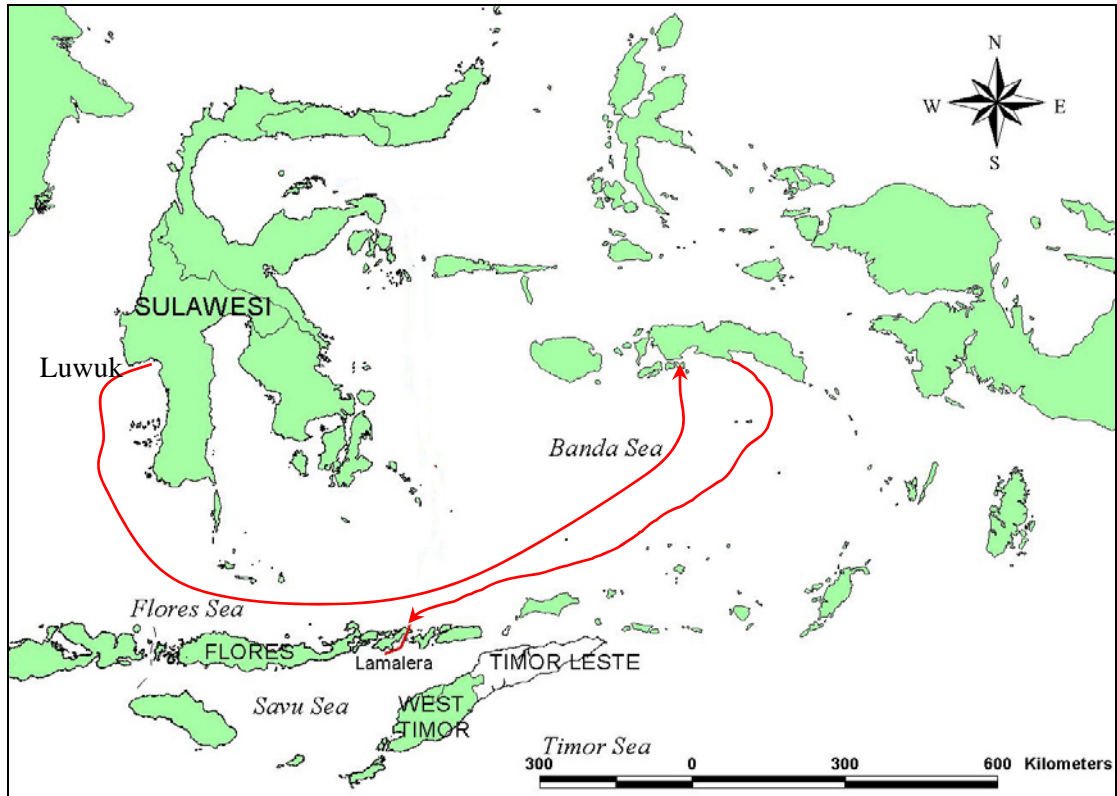 N
W E
S
SULAWESI
Luwuk
Banda Sea
Flores Sea
FLORES
Lamalera
TIMOR LESTE
Savu Sea
WEST
TIMOR
Timor Sea
300 0 300 600 Kilometers